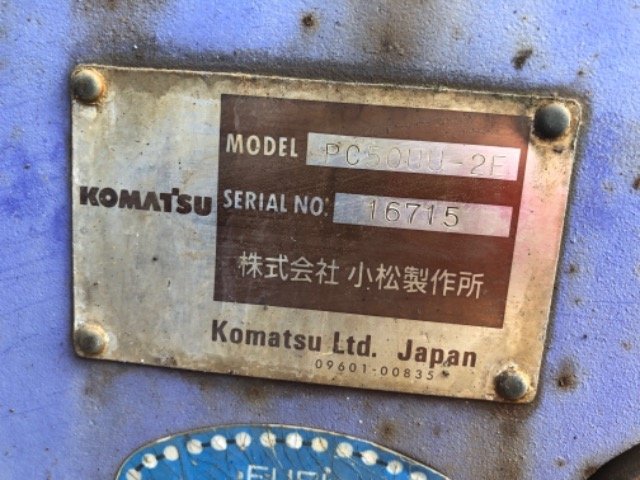 MODEL PC50UU-2E
KOMATSU
SERIAL NO. 16715
株式会社 小松製作所
Komatsu Ltd. Japan
09601-00835
FUEL